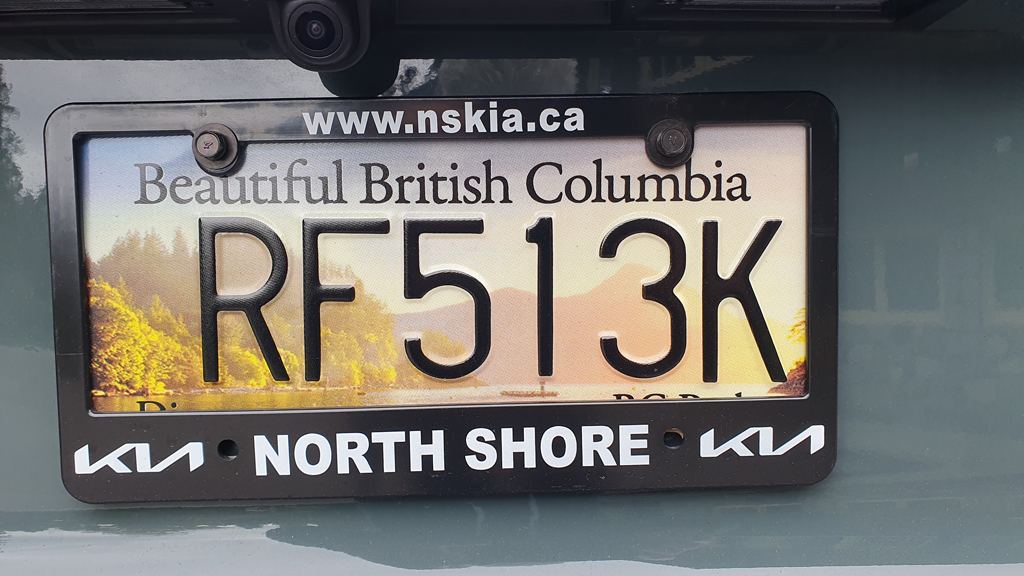 www.nskia.ca
Beautiful British Columbia
RF513K
KIA NORTH SHORE KIA